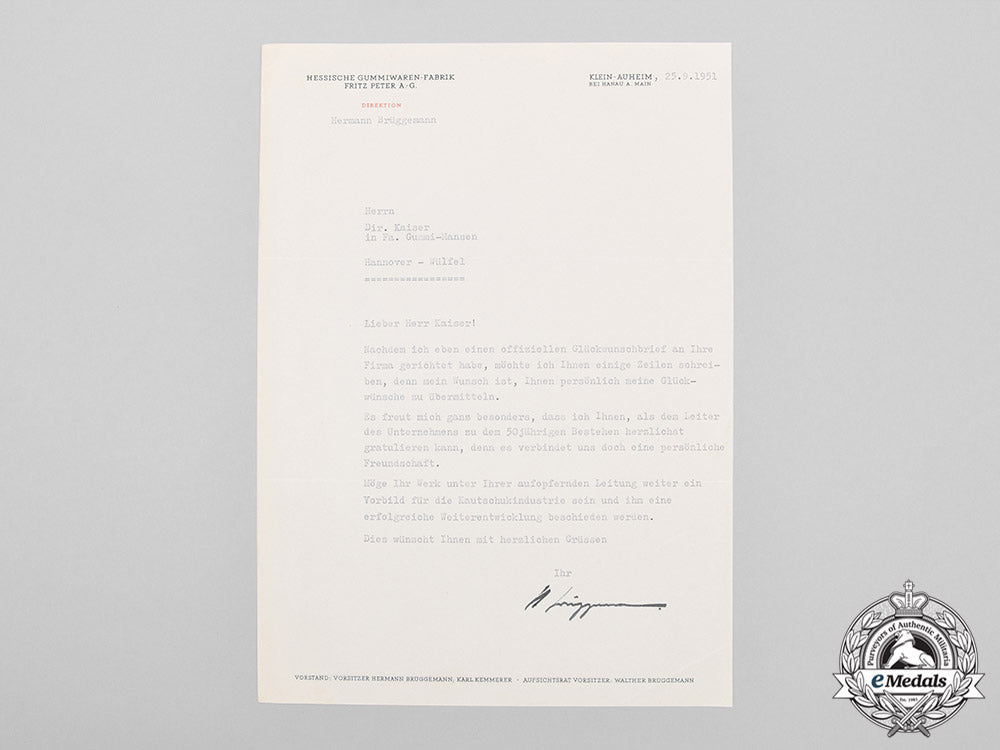 HESSISCHE GUMMIWAREN-FABRIK
FRITZ PETER A.-G.
DIREKTION
Hermann Brüggemann
KLEIN-AUHEIM, 25.9.1951
BEI HANAU A. MAIN
Herrn
Dir. Kaiser
in Fa. Gummi-Hansen
Hannover - Wülfel
=================
Lieber Herr Kaiser!
Nachdem ich eben einen offiziellen Glückwunschbrief an Ihre
Firma gerichtet habe, möchte ich Ihnen einige Zeilen schrei-
ben, denn mein Wunsch ist, Ihnen persönlich meine Glück-
wünsche zu übermitteln.
Es freut mich ganz besonders, dass ich Ihnen, als dem Leiter
des Unternehmens zu dem 50jährigen Bestehen herzlichst
gratulieren kann, denn es verbindet uns doch eine persönliche
Freundschaft.
Möge Ihr Werk unter Ihrer aufopfernden Leitung weiter ein
Vorbild für die Kautschukindustrie sein und ihm eine
erfolgreiche Weiterentwicklung beschieden werden.
Dies wünscht Ihnen mit herzlichen Grüssen
Ihr
H Brüggemann
VORSTAND: VORSITZER HERMANN BRÜGGEMANN, KARL KEMMERER · AUFSICHTSRAT VORSITZER: WALTHER BRÜGGEMANN
Purveyors of Authentic Militaria
eMedals
Est. 1997